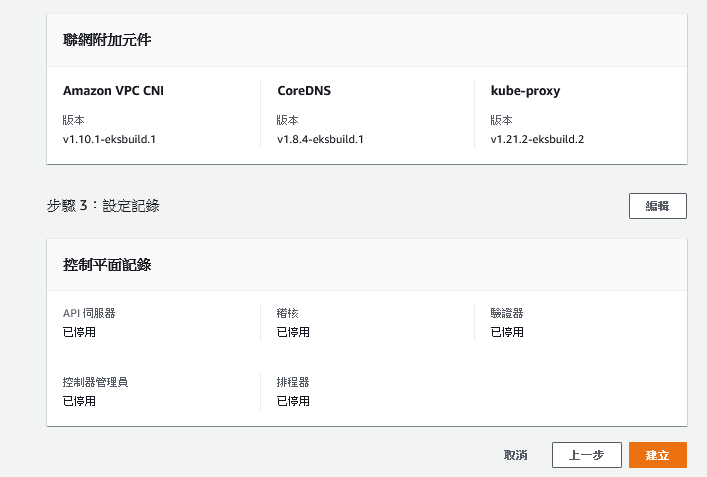 聯網附加元件
Amazon VPC CNI
CoreDNS
kube-proxy
版本
版本
版本
v1.10.1-eksbuild.1
v1.8.4-eksbuild.1
v1.21.2-eksbuild.2
步驟 3：設定記錄
編輯
控制平面記錄
API 伺服器
稽核
驗證器
已停用
已停用
已停用
控制器管理員
排程器
已停用
已停用
取消
上一步
建立